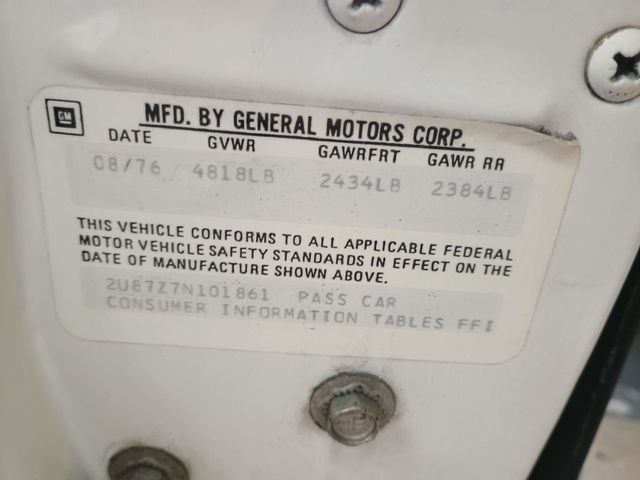 GM
MFD. BY GENERAL MOTORS CORP.
DATE GVWR GAWRFRT GAWR RR
08/76 4818LB 2434LB 2384LB
THIS VEHICLE CONFORMS TO ALL APPLICABLE FEDERAL
MOTOR VEHICLE SAFETY STANDARDS IN EFFECT ON THE
DATE OF MANUFACTURE SHOWN ABOVE.
2U87Z7N101861 PASS CAR
CONSUMER INFORMATION TABLES FFI